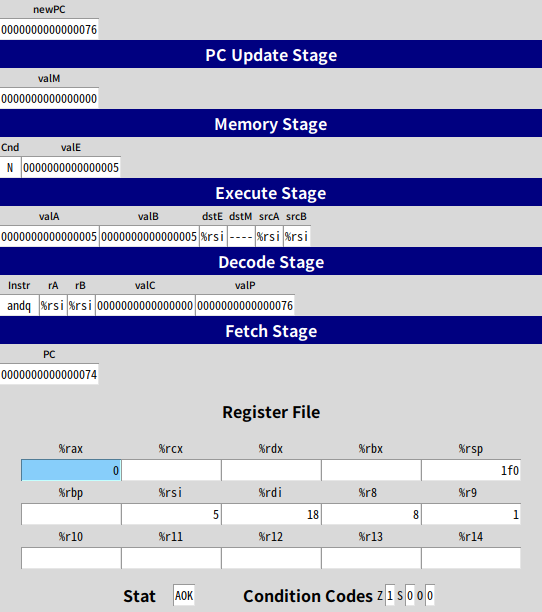 newPC
0000000000000076
PC Update Stage
valM
0000000000000000
Memory Stage
Cnd valE
N 0000000000000005
Execute Stage
valA valB dstE dstM srcA srcB
0000000000000005 0000000000000005 %rsi ---- %rsi %rsi
Decode Stage
Instr rA rB valC valP
andq %rsi %rsi 0000000000000000 0000000000000076
Fetch Stage
PC
0000000000000074
Register File
%rax %rcx %rdx %rbx %rsp
0 1f0
%rbp %rsi %rdi %r8 %r9
5 18 8 1
%r10 %r11 %r12 %r13 %r14
Stat AOK Condition Codes Z 1 S 0 O 0